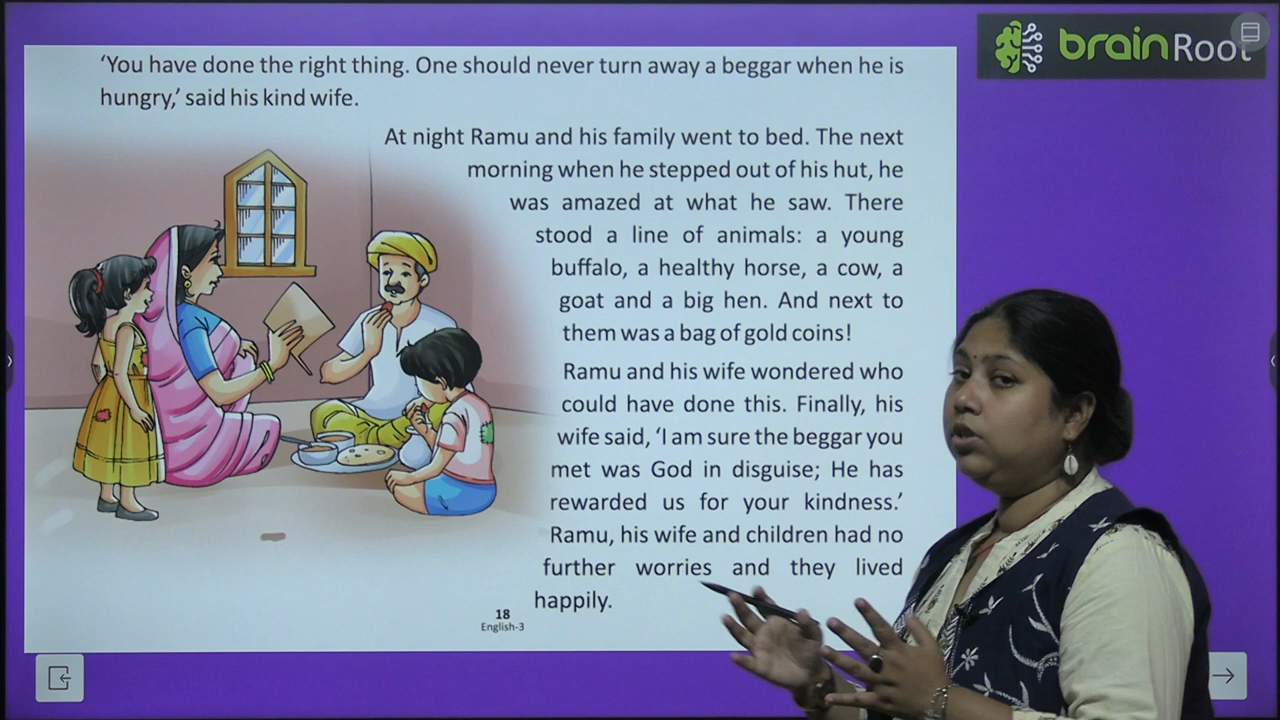 brainRoot
‘You have done the right thing. One should never turn away a beggar when he is
hungry,’ said his kind wife.
At night Ramu and his family went to bed. The next
morning when he stepped out of his hut, he
was amazed at what he saw. There
stood a line of animals: a young
buffalo, a healthy horse, a cow, a
goat and a big hen. And next to
them was a bag of gold coins!
Ramu and his wife wondered who
could have done this. Finally, his
wife said, ‘I am sure the beggar you
met was God in disguise; He has
rewarded us for your kindness.’
Ramu, his wife and children had no
further worries and they lived
happily.
18
English-3